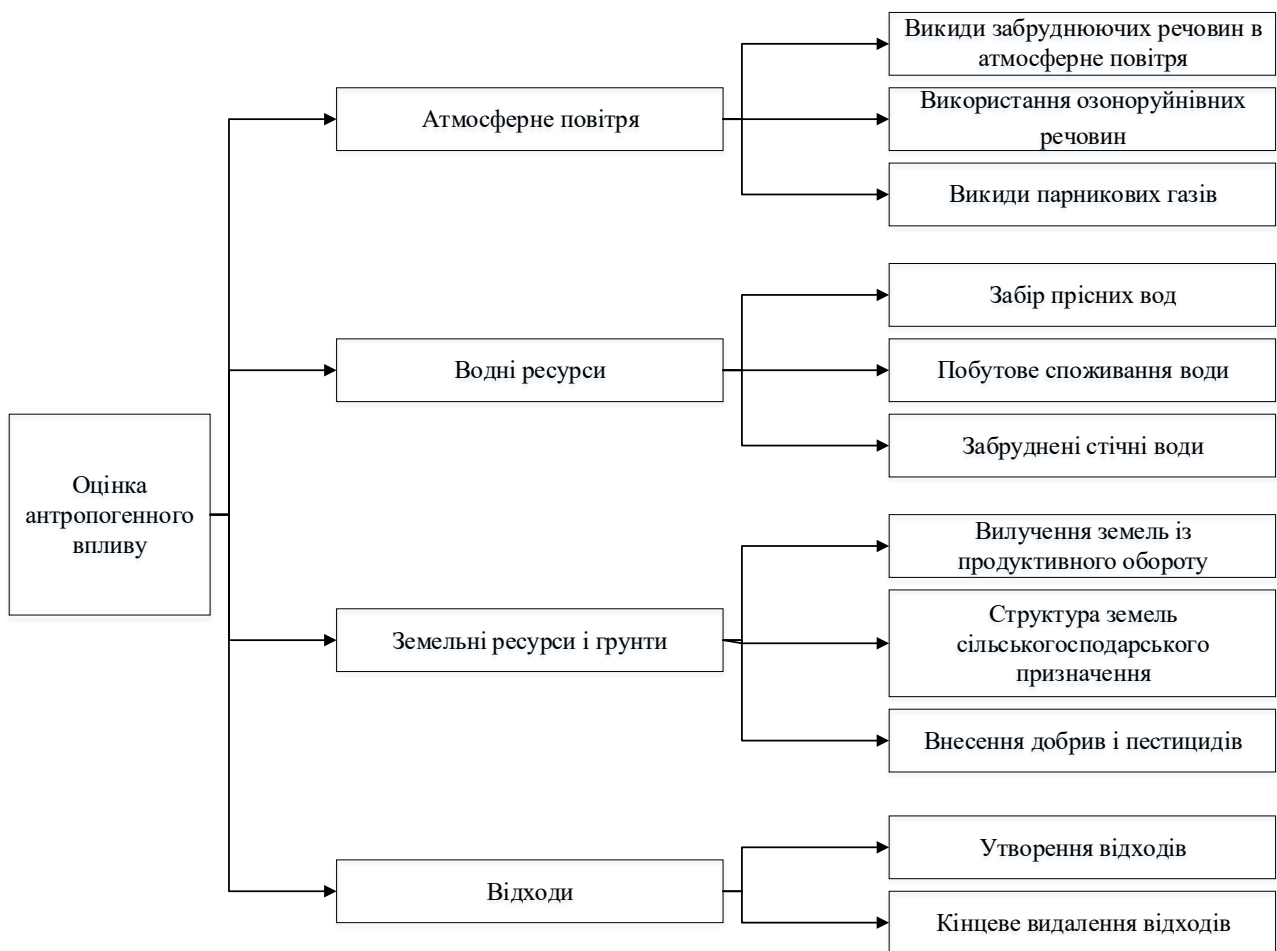 Оцінка
антропогенного
впливу
Атмосферне повітря
Викиди забруднюючих речовин в
атмосферне повітря
Використання озоноруйнівних
речовин
Викиди парникових газів
Водні ресурси
Забір прісних вод
Побутове споживання води
Забруднені стічні води
Земельні ресурси і грунти
Вилучення земель із
продуктивного обороту
Структура земель
сільськогосподарського
призначення
Внесення добрив і пестицидів
Відходи
Утворення відходів
Кінцеве видалення відходів